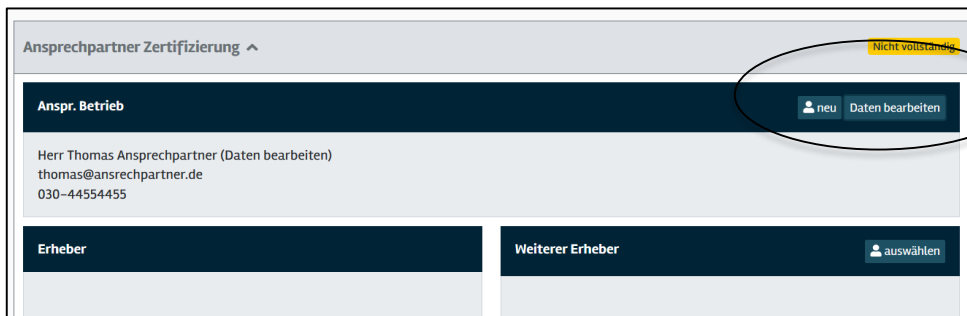 Ansprechpartner Zertifizierung
Nicht vollständig
Anspr. Betrieb
neu Daten bearbeiten
Herr Thomas Ansprechpartner (Daten bearbeiten)
thomas@ansrechpartner.de
030-44554455
Erheber
Weiterer Erheber
auswählen